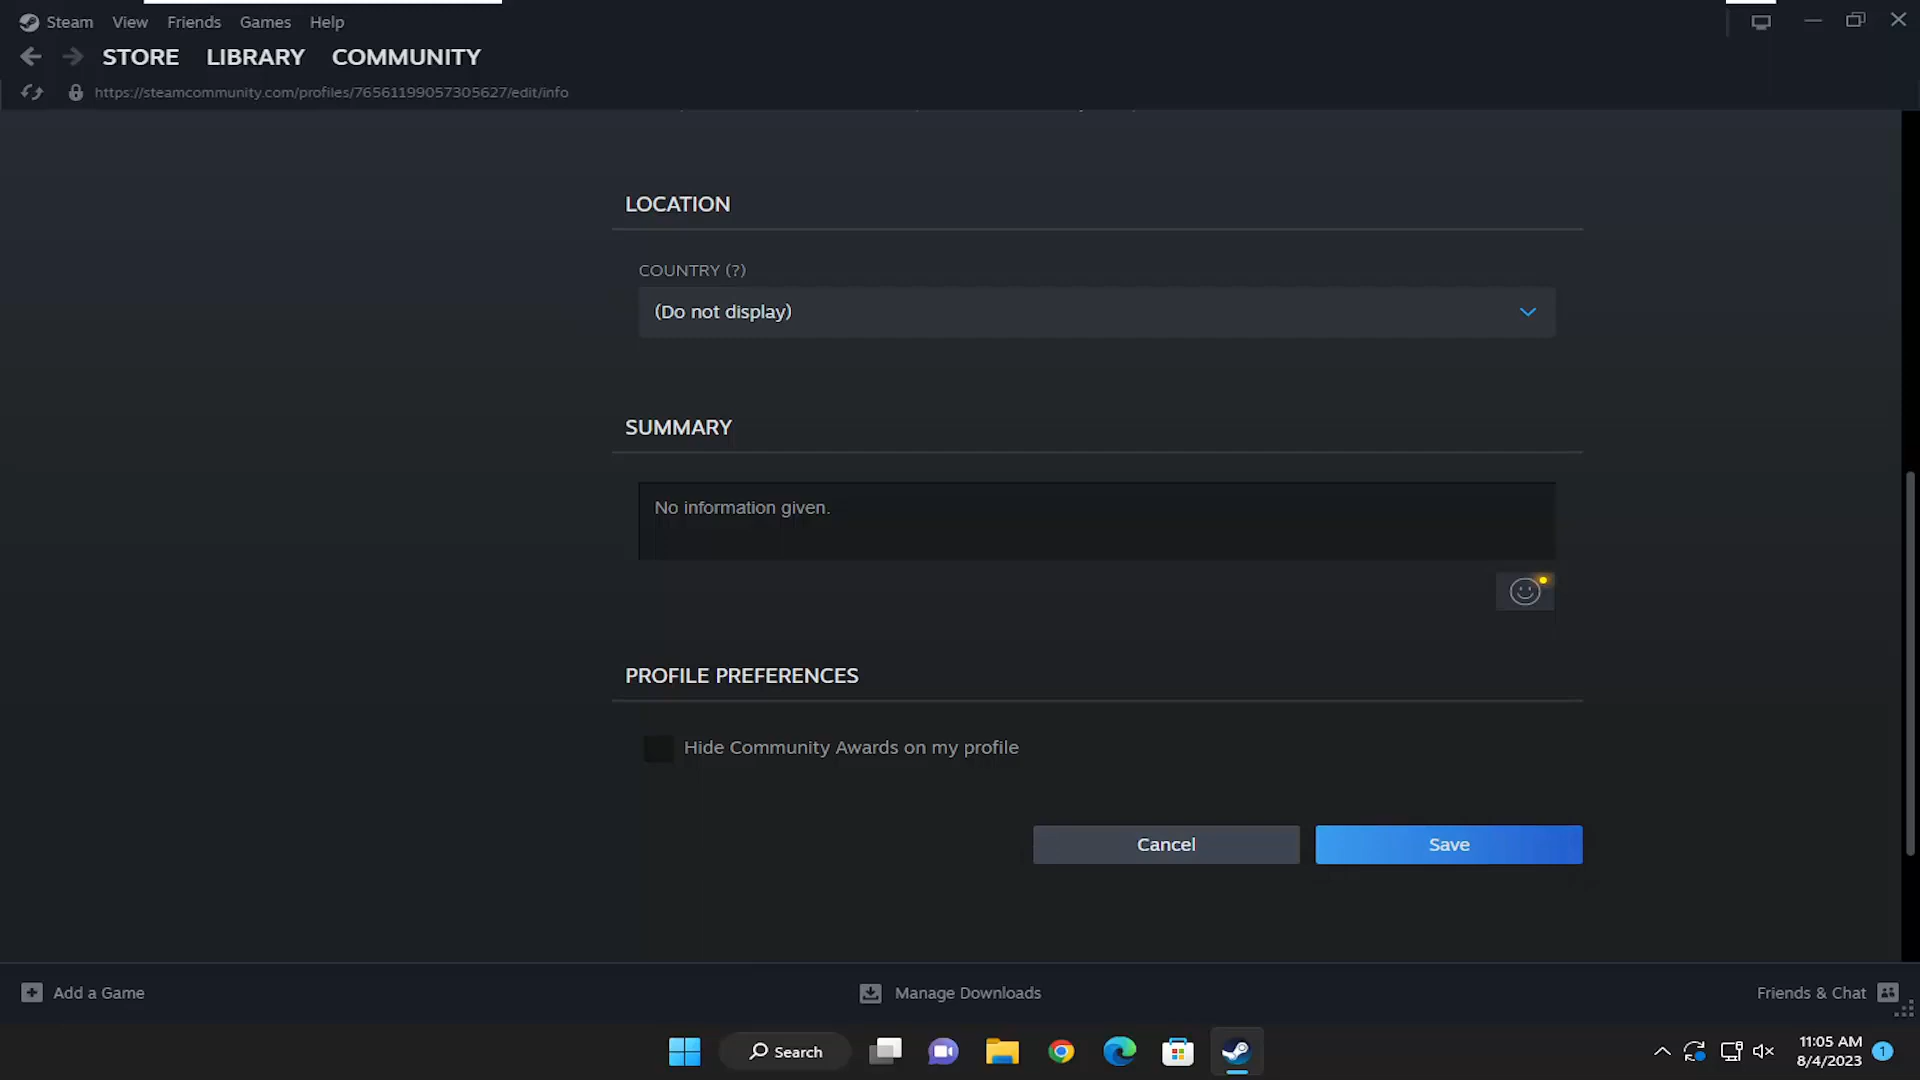 Steam View Friends Games Help
STORE LIBRARY COMMUNITY
https://steamcommunity.com/profiles/76561199057305627/edit/info
LOCATION
COUNTRY (?)
(Do not display)
SUMMARY
No information given.
PROFILE PREFERENCES
Hide Community Awards on my profile
Cancel Save
Add a Game Manage Downloads Friends & Chat
Search
11:05 AM
8/4/2023
1